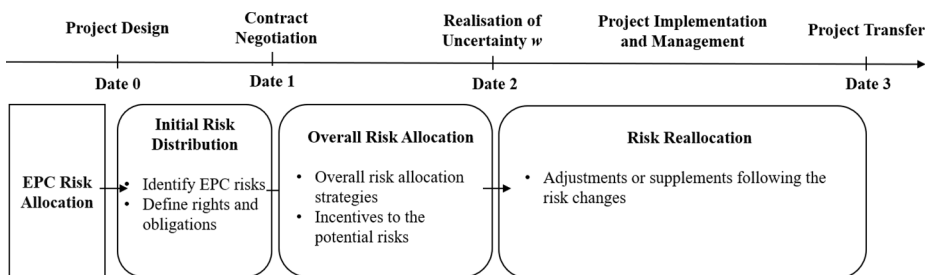 Project Design
Contract
Negotiation
Realisation of
Uncertainty w
Project Implementation
and Management
Project Transfer
Date 0
Date 1
Date 2
Date 3
EPC Risk
Allocation
Initial Risk
Distribution
• Identify EPC risks
• Define rights and
obligations
Overall Risk Allocation
• Overall risk allocation
strategies
• Incentives to the
potential risks
Risk Reallocation
• Adjustments or supplements following the
risk changes